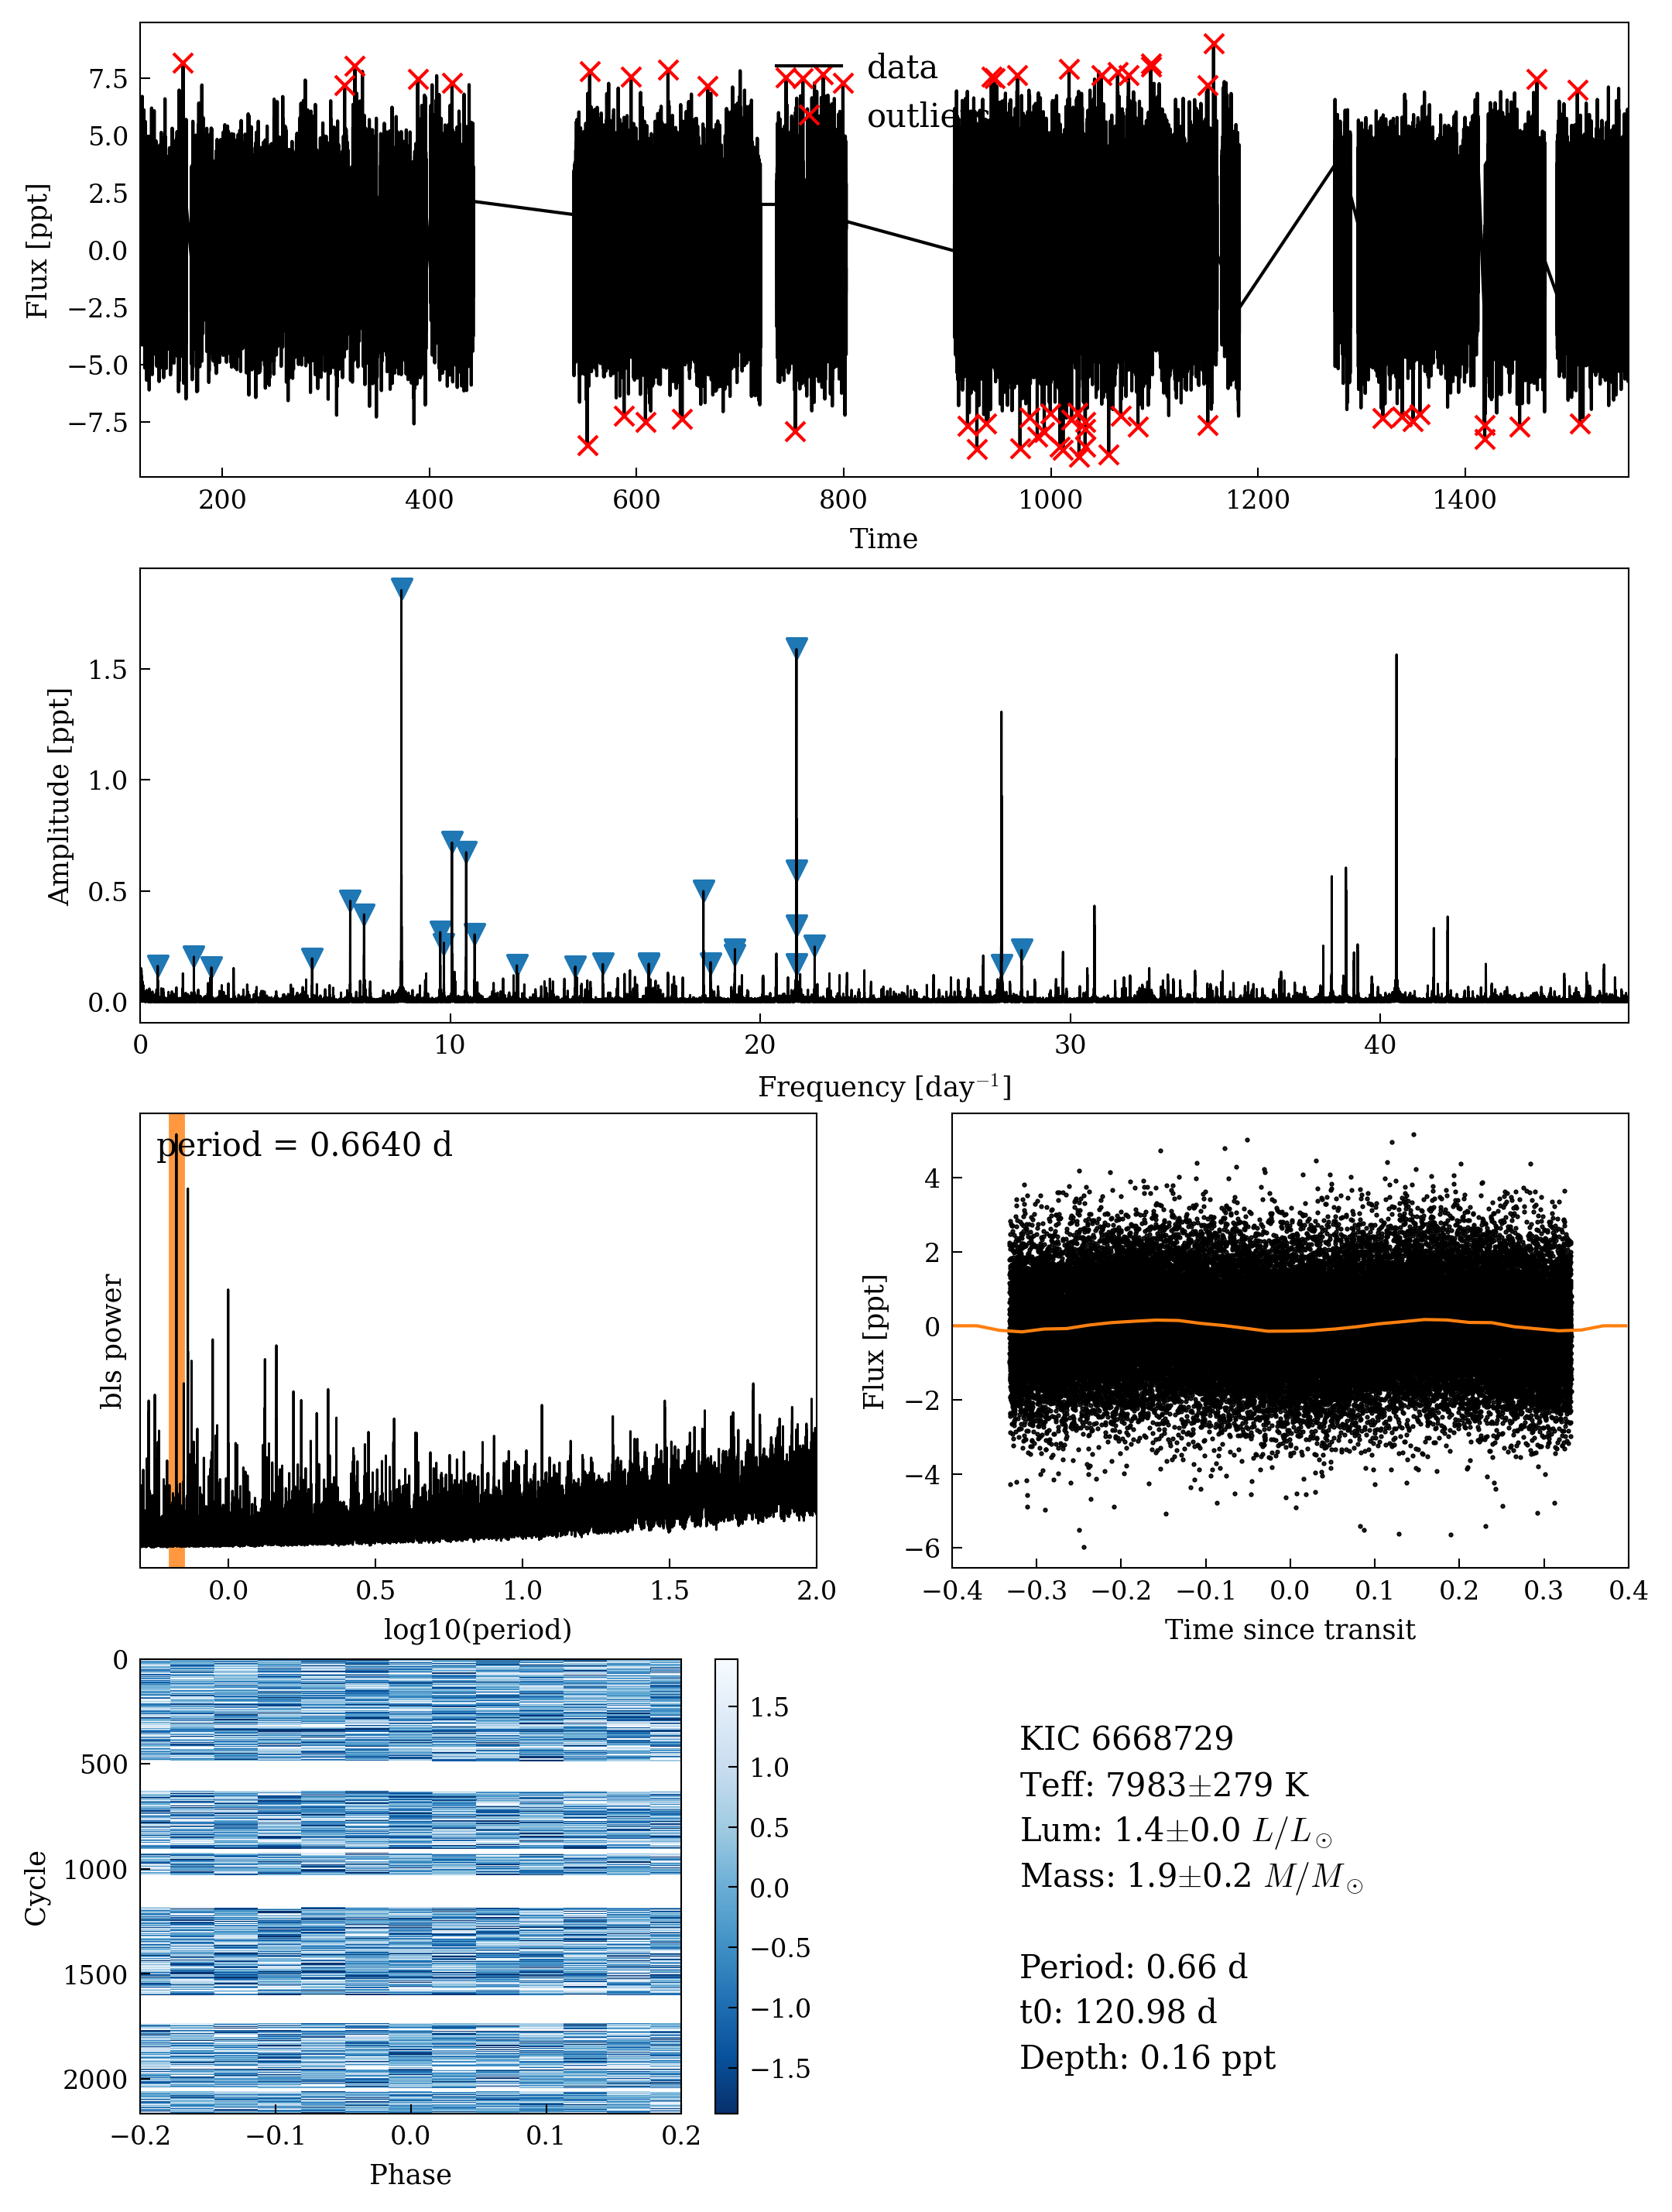 7.5
5.0
2.5
0.0
−2.5
−5.0
−7.5
Flux [ppt]
data
outliers
200 400 600 800 1000 1200 1400
Time
1.5
1.0
0.5
0.0
Amplitude [ppt]
0 10 20 30 40
Frequency [day⁻¹]
period = 0.6640 d
bls power
0.0 0.5 1.0 1.5 2.0
log10(period)
4
2
0
−2
−4
−6
Flux [ppt]
−0.4 −0.3 −0.2 −0.1 0.0 0.1 0.2 0.3 0.4
Time since transit
0
500
1000
1500
2000
Cycle
−0.2 −0.1 0.0 0.1 0.2
Phase
1.5
1.0
0.5
0.0
−0.5
−1.0
−1.5
KIC 6668729
Teff: 7983±279 K
Lum: 1.4±0.0 L/L☉
Mass: 1.9±0.2 M/M☉
Period: 0.66 d
t0: 120.98 d
Depth: 0.16 ppt